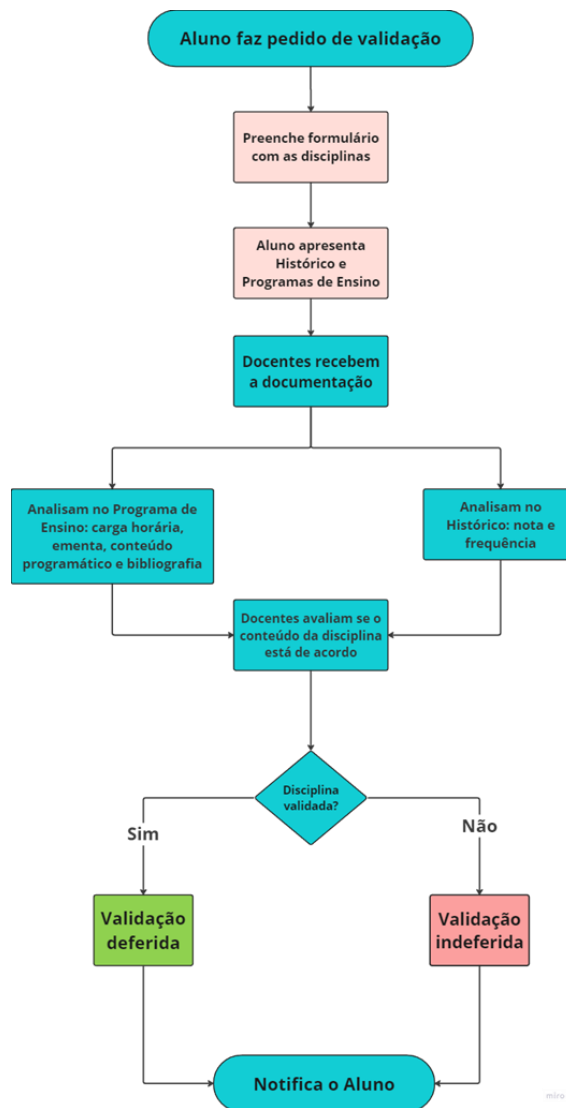 Aluno faz pedido de validação
Preenche formulário
com as disciplinas
Aluno apresenta
Histórico e
Programas de Ensino
Docentes recebem
a documentação
Analisam no Programa de
Ensino: carga horária,
ementa, conteúdo
programático e bibliografia
Analisam no
Histórico: nota e
frequência
Docentes avaliam se o
conteúdo da disciplina
está de acordo
Disciplina
validada?
Sim
Não
Validação
deferida
Validação
indeferida
Notifica o Aluno
miro